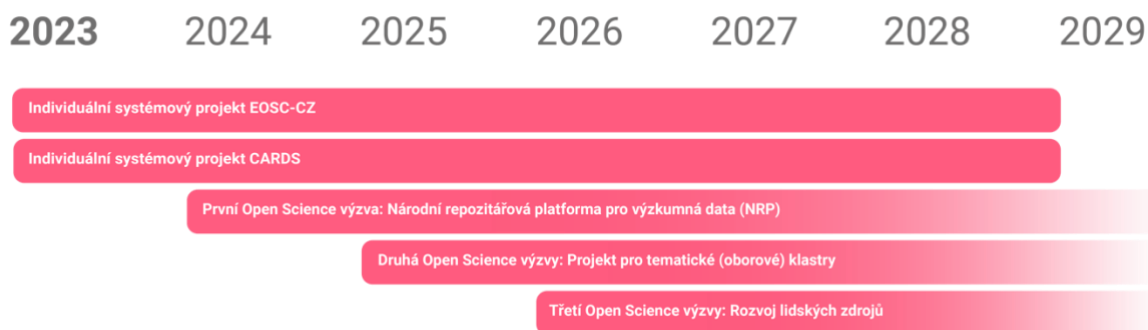 2023 2024 2025 2026 2027 2028 2029
Individuální systémový projekt EOSC-CZ
Individuální systémový projekt CARDS
První Open Science výzva: Národní repozitářová platforma pro výzkumná data (NRP)
Druhá Open Science výzvy: Projekt pro tematické (oborové) klastry
Třetí Open Science výzvy: Rozvoj lidských zdrojů